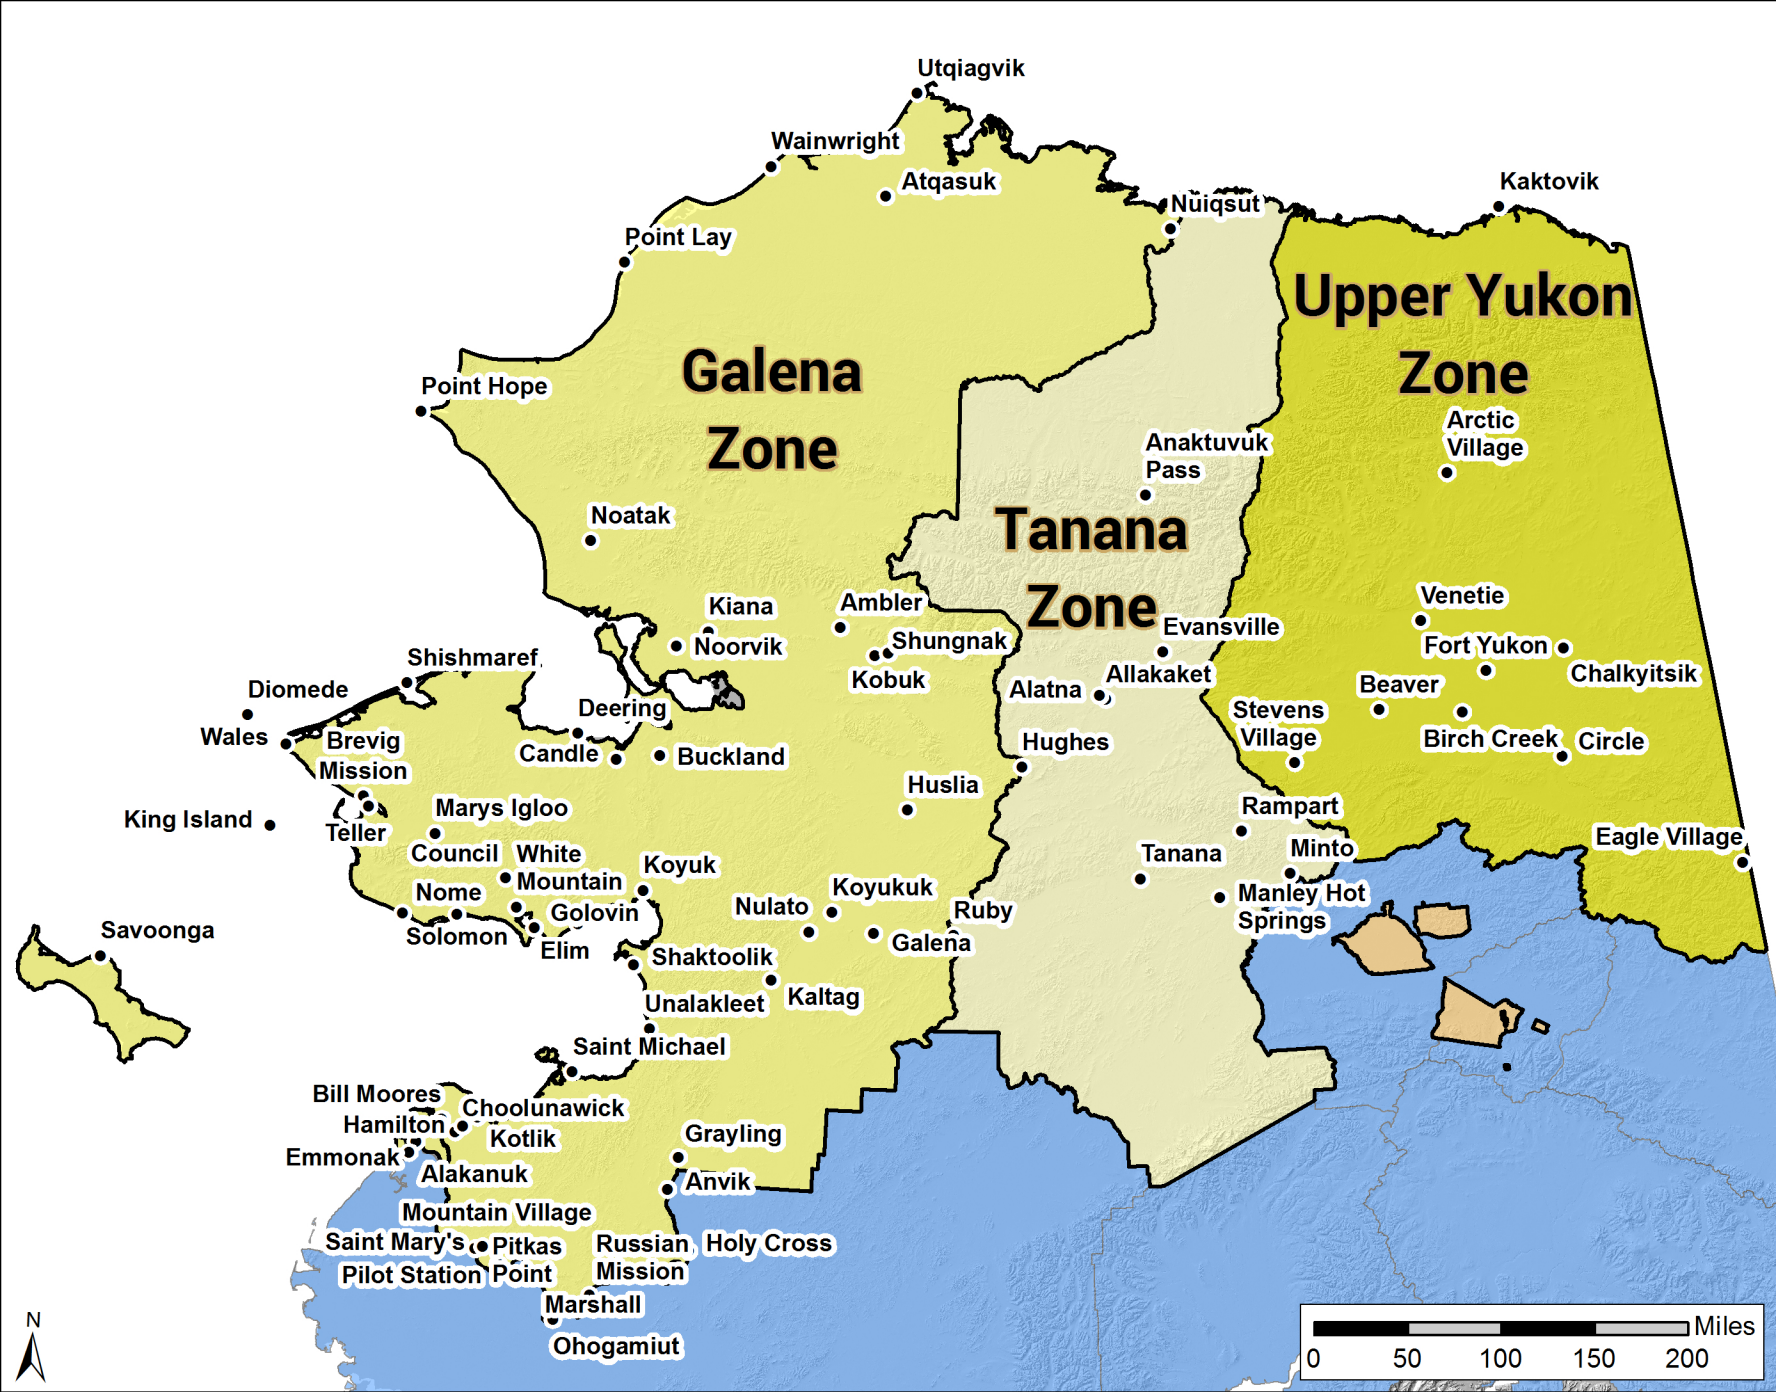 Utqiagvik
Wainwright
Atqasuk
Nuiqsut
Kaktovik
Point Lay
Upper Yukon
Zone
Galena
Zone
Point Hope
Arctic
Village
Anaktuvuk
Pass
Noatak
Tanana
Zone
Kiana
Ambler
Venetie
Noorvik
Shungnak
Evansville
Fort Yukon
Shishmaref
Kobuk
Allakaket
Chalkyitsik
Diomede
Alatna
Beaver
Deering
Stevens
Village
Wales
Brevig
Mission
Candle
Buckland
Hughes
Birch Creek
Circle
Huslia
King Island
Teller
Marys Igloo
Rampart
Eagle Village
Council
White
Mountain
Koyuk
Tanana
Minto
Nome
Koyukuk
Manley Hot
Springs
Solomon
Golovin
Nulato
Ruby
Savoonga
Elim
Galena
Shaktoolik
Kaltag
Unalakleet
Saint Michael
Bill Moores
Choolunawick
Hamilton
Kotlik
Grayling
Emmonak
Alakanuk
Anvik
Mountain Village
Saint Mary's
Pitkas
Point
Russian
Mission
Holy Cross
Pilot Station
Marshall
Ohogamiut
N
Miles
0 50 100 150 200